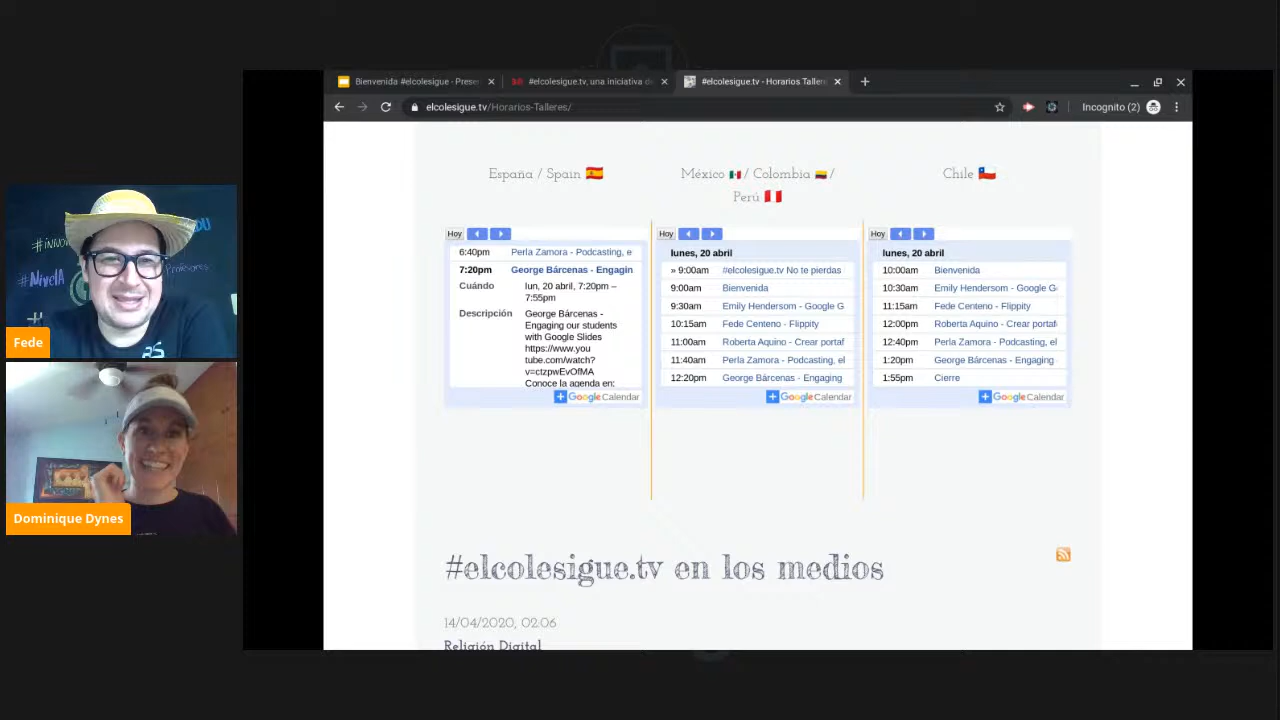 Bienvenida #elcolesigue - Prese
#elcolesigue.tv, una iniciativa de
#elcolesigue.tv - Horarios Taller
elcolesigue.tv/Horarios-Talleres/
Incognito (2)
España / Spain
México / Colombia /
Perú
Chile
Hoy
6:40pm Perla Zamora - Podcasting, e
7:20pm George Bárcenas - Engagin
Cuándo lun, 20 abril, 7:20pm –
7:55pm
Descripción George Bárcenas -
Engaging our students
with Google Slides
https://www.you
tube.com/watch?
v=ctzpwEvOfMA
Conoce la agenda en:
Google Calendar
Hoy
lunes, 20 abril
» 9:00am #elcolesigue.tv No te pierdas
9:00am Bienvenida
9:30am Emily Hendersom - Google G
10:15am Fede Centeno - Flippity
11:00am Roberta Aquino - Crear portaf
11:40am Perla Zamora - Podcasting, el
12:20pm George Bárcenas - Engaging
Google Calendar
Hoy
lunes, 20 abril
10:00am Bienvenida
10:30am Emily Hendersom - Google G
11:15am Fede Centeno - Flippity
12:00pm Roberta Aquino - Crear portaf
12:40pm Perla Zamora - Podcasting, el
1:20pm George Bárcenas - Engaging
1:55pm Cierre
Google Calendar
#elcolesigue.tv en los medios
14/04/2020, 02:06
Religión Digital
#NivelA
Fede
Dominique Dynes